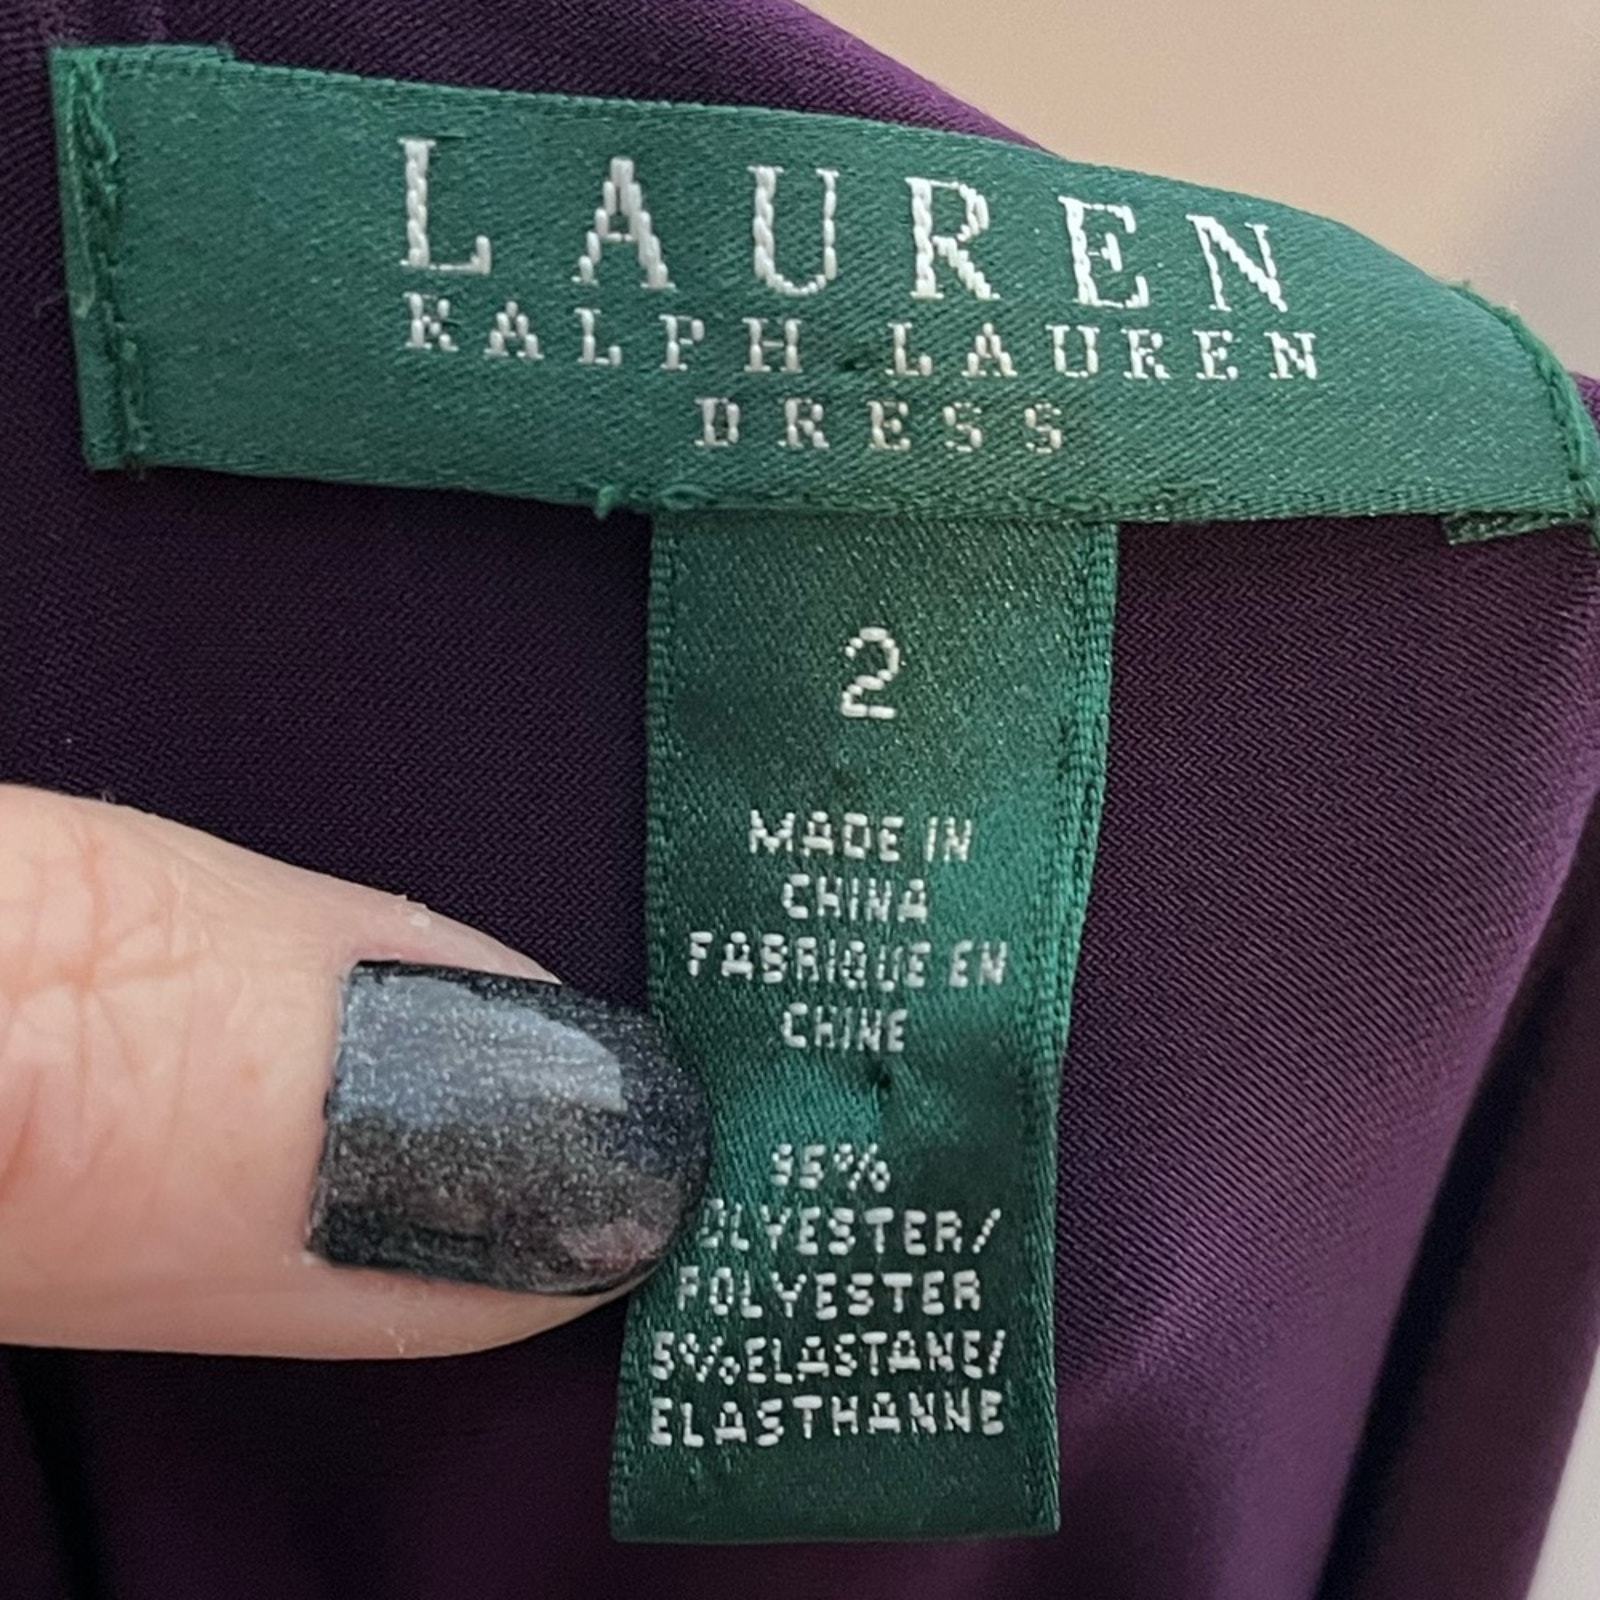 LAUREN
RALPH LAUREN
DRESS
2
MADE IN
CHINA
FABRIQUE EN
CHINE
95%
POLYESTER/
POLYESTER
5%ELASTANE/
ELASTHANNE